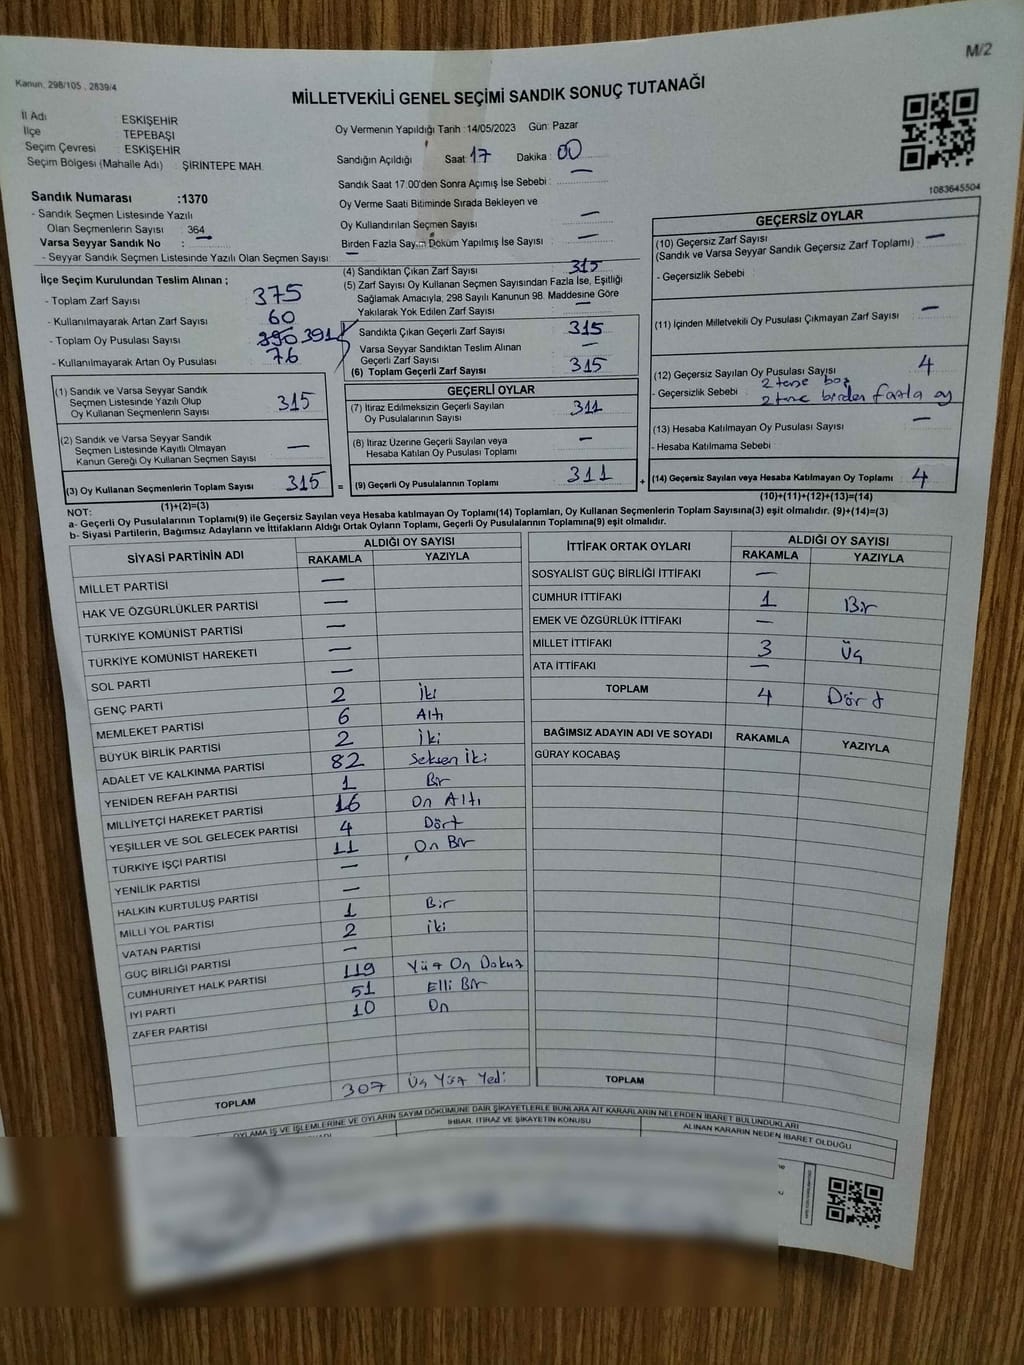 M/2
Kanun, 298/105 , 2839/4
MİLLETVEKİLİ GENEL SEÇİMİ SANDIK SONUÇ TUTANAĞI
İl Adı : ESKİŞEHİR
İlçe : TEPEBAŞI
Seçim Çevresi : ESKİŞEHİR
Seçim Bölgesi (Mahalle Adı) : ŞİRİNTEPE MAH.
Oy Vermenin Yapıldığı Tarih :14/05/2023 Gün: Pazar
Sandığın Açıldığı Saat: 17 Dakika : 00
Sandık Saat 17.00'den Sonra Açımış İse Sebebi : —
Oy Verme Saati Bitiminde Sırada Bekleyen ve
Oy Kullandırılan Seçmen Sayısı —
Birden Fazla Sayım Döküm Yapılmış İse Sayısı —
1083645504
Sandık Numarası :1370
- Sandık Seçmen Listesinde Yazılı
Olan Seçmenlerin Sayısı : 364
Varsa Seyyar Sandık No : —
- Seyyar Sandık Seçmen Listesinde Yazılı Olan Seçmen Sayısı: —
İlçe Seçim Kurulundan Teslim Alınan ;
- Toplam Zarf Sayısı 375
- Kullanılmayarak Artan Zarf Sayısı 60
- Toplam Oy Pusulası Sayısı 390 391
- Kullanılmayarak Artan Oy Pusulası 76
(1) Sandık ve Varsa Seyyar Sandık
Seçmen Listesinde Yazılı Olup
Oy Kullanan Seçmenlerin Sayısı 315
(2) Sandık ve Varsa Seyyar Sandık
Seçmen Listesinde Kayıtlı Olmayan
Kanun Gereği Oy Kullanan Seçmen Sayısı —
(3) Oy Kullanan Seçmenlerin Toplam Sayısı 315 =
(1)+(2)=(3)
(4) Sandıktan Çıkan Zarf Sayısı 315
(5) Zarf Sayısı Oy Kullanan Seçmen Sayısından Fazla İse, Eşitliği
Sağlamak Amacıyla, 298 Sayılı Kanunun 98. Maddesine Göre
Yakılarak Yok Edilen Zarf Sayısı —
Sandıkta Çıkan Geçerli Zarf Sayısı 315
Varsa Seyyar Sandıktan Teslim Alınan
Geçerli Zarf Sayısı —
(6) Toplam Geçerli Zarf Sayısı 315
GEÇERLİ OYLAR
(7) İtiraz Edilmeksizin Geçerli Sayılan
Oy Pusulalarının Sayısı 311
(8) İtiraz Üzerine Geçerli Sayılan veya
Hesaba Katılan Oy Pusulası Toplamı —
(9) Geçerli Oy Pusulalarının Toplamı 311 +
GEÇERSİZ OYLAR
(10) Geçersiz Zarf Sayısı —
(Sandık ve Varsa Seyyar Sandık Geçersiz Zarf Toplamı)
- Geçersizlik Sebebi :
(11) İçinden Milletvekili Oy Pusulası Çıkmayan Zarf Sayısı —
(12) Geçersiz Sayılan Oy Pusulası Sayısı 4
- Geçersizlik Sebebi : 2 tane boş
2 tane birden fazla oy
(13) Hesaba Katılmayan Oy Pusulası Sayısı —
- Hesaba Katılmama Sebebi :
(14) Geçersiz Sayılan veya Hesaba Katılmayan Oy Toplamı 4
(10)+(11)+(12)+(13)=(14)
NOT:
a- Geçerli Oy Pusulalarının Toplamı(9) ile Geçersiz Sayılan veya Hesaba katılmayan Oy Toplamı(14) Toplamları, Oy Kullanan Seçmenlerin Toplam Sayısına(3) eşit olmalıdır. (9)+(14)=(3)
b- Siyasi Partilerin, Bağımsız Adayların ve İttifakların Aldığı Ortak Oyların Toplamı, Geçerli Oy Pusulalarının Toplamına(9) eşit olmalıdır.
SİYASİ PARTİNİN ADI ALDIĞI OY SAYISI
RAKAMLA YAZIYLA
MİLLET PARTİSİ —
HAK VE ÖZGÜRLÜKLER PARTİSİ —
TÜRKİYE KOMÜNİST PARTİSİ —
TÜRKİYE KOMÜNİST HAREKETİ —
SOL PARTİ —
GENÇ PARTİ 2 İki
MEMLEKET PARTİSİ 6 Altı
BÜYÜK BİRLİK PARTİSİ 2 İki
ADALET VE KALKINMA PARTİSİ 82 Seksen İki
YENİDEN REFAH PARTİSİ 1 Bir
MİLLİYETÇİ HAREKET PARTİSİ 16 On Altı
YEŞİLLER VE SOL GELECEK PARTİSİ 4 Dört
TÜRKİYE İŞÇİ PARTİSİ 11 On Bir
YENİLİK PARTİSİ —
HALKIN KURTULUŞ PARTİSİ —
MİLLİ YOL PARTİSİ 1 Bir
VATAN PARTİSİ 2 iki
GÜÇ BİRLİĞİ PARTİSİ —
CUMHURİYET HALK PARTİSİ 119 Yüz On Dokuz
İYİ PARTİ 51 Elli Bir
ZAFER PARTİSİ 10 On
TOPLAM 307 Üç Yüz Yedi
İTTİFAK ORTAK OYLARI ALDIĞI OY SAYISI
RAKAMLA YAZIYLA
SOSYALİST GÜÇ BİRLİĞİ İTTİFAKI —
CUMHUR İTTİFAKI 1 Bir
EMEK VE ÖZGÜRLÜK İTTİFAKI —
MİLLET İTTİFAKI 3 Üç
ATA İTTİFAKI —
TOPLAM 4 Dört
BAĞIMSIZ ADAYIN ADI VE SOYADI RAKAMLA YAZIYLA
GÜRAY KOCABAŞ
TOPLAM
OYLAMA İŞ VE İŞLEMLERİNE VE OYLARIN SAYIM DÖKÜMÜNE DAİR ŞİKAYETLERLE BUNLARA AİT KARARLARIN NELERDEN İBARET BULUNDUKLARI
İHBAR, İTİRAZ VE ŞİKAYETİN KONUSU ALINAN KARARIN NEDEN İBARET OLDUĞU